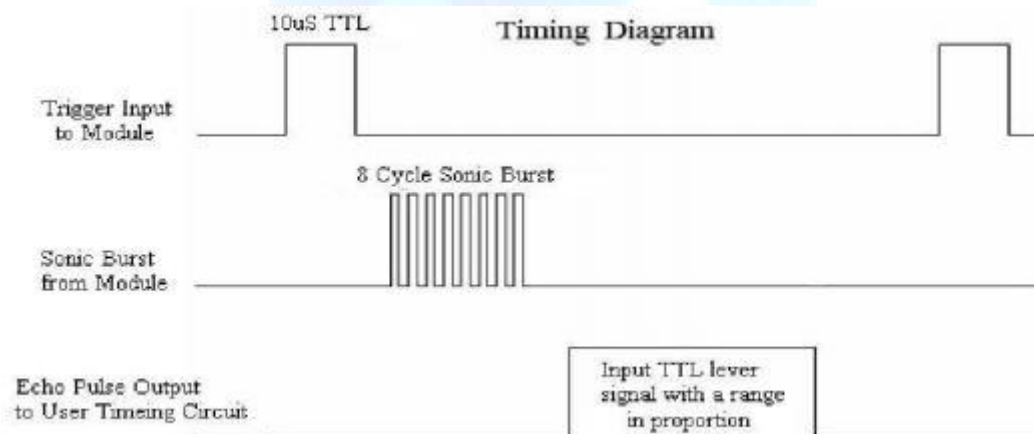 10uS TTL
Timing Diagram
Trigger Input
to Module
8 Cycle Sonic Burst
Sonic Burst
from Module
Echo Pulse Output
to User Timeing Circuit
Input TTL lever
signal with a range
in proportion